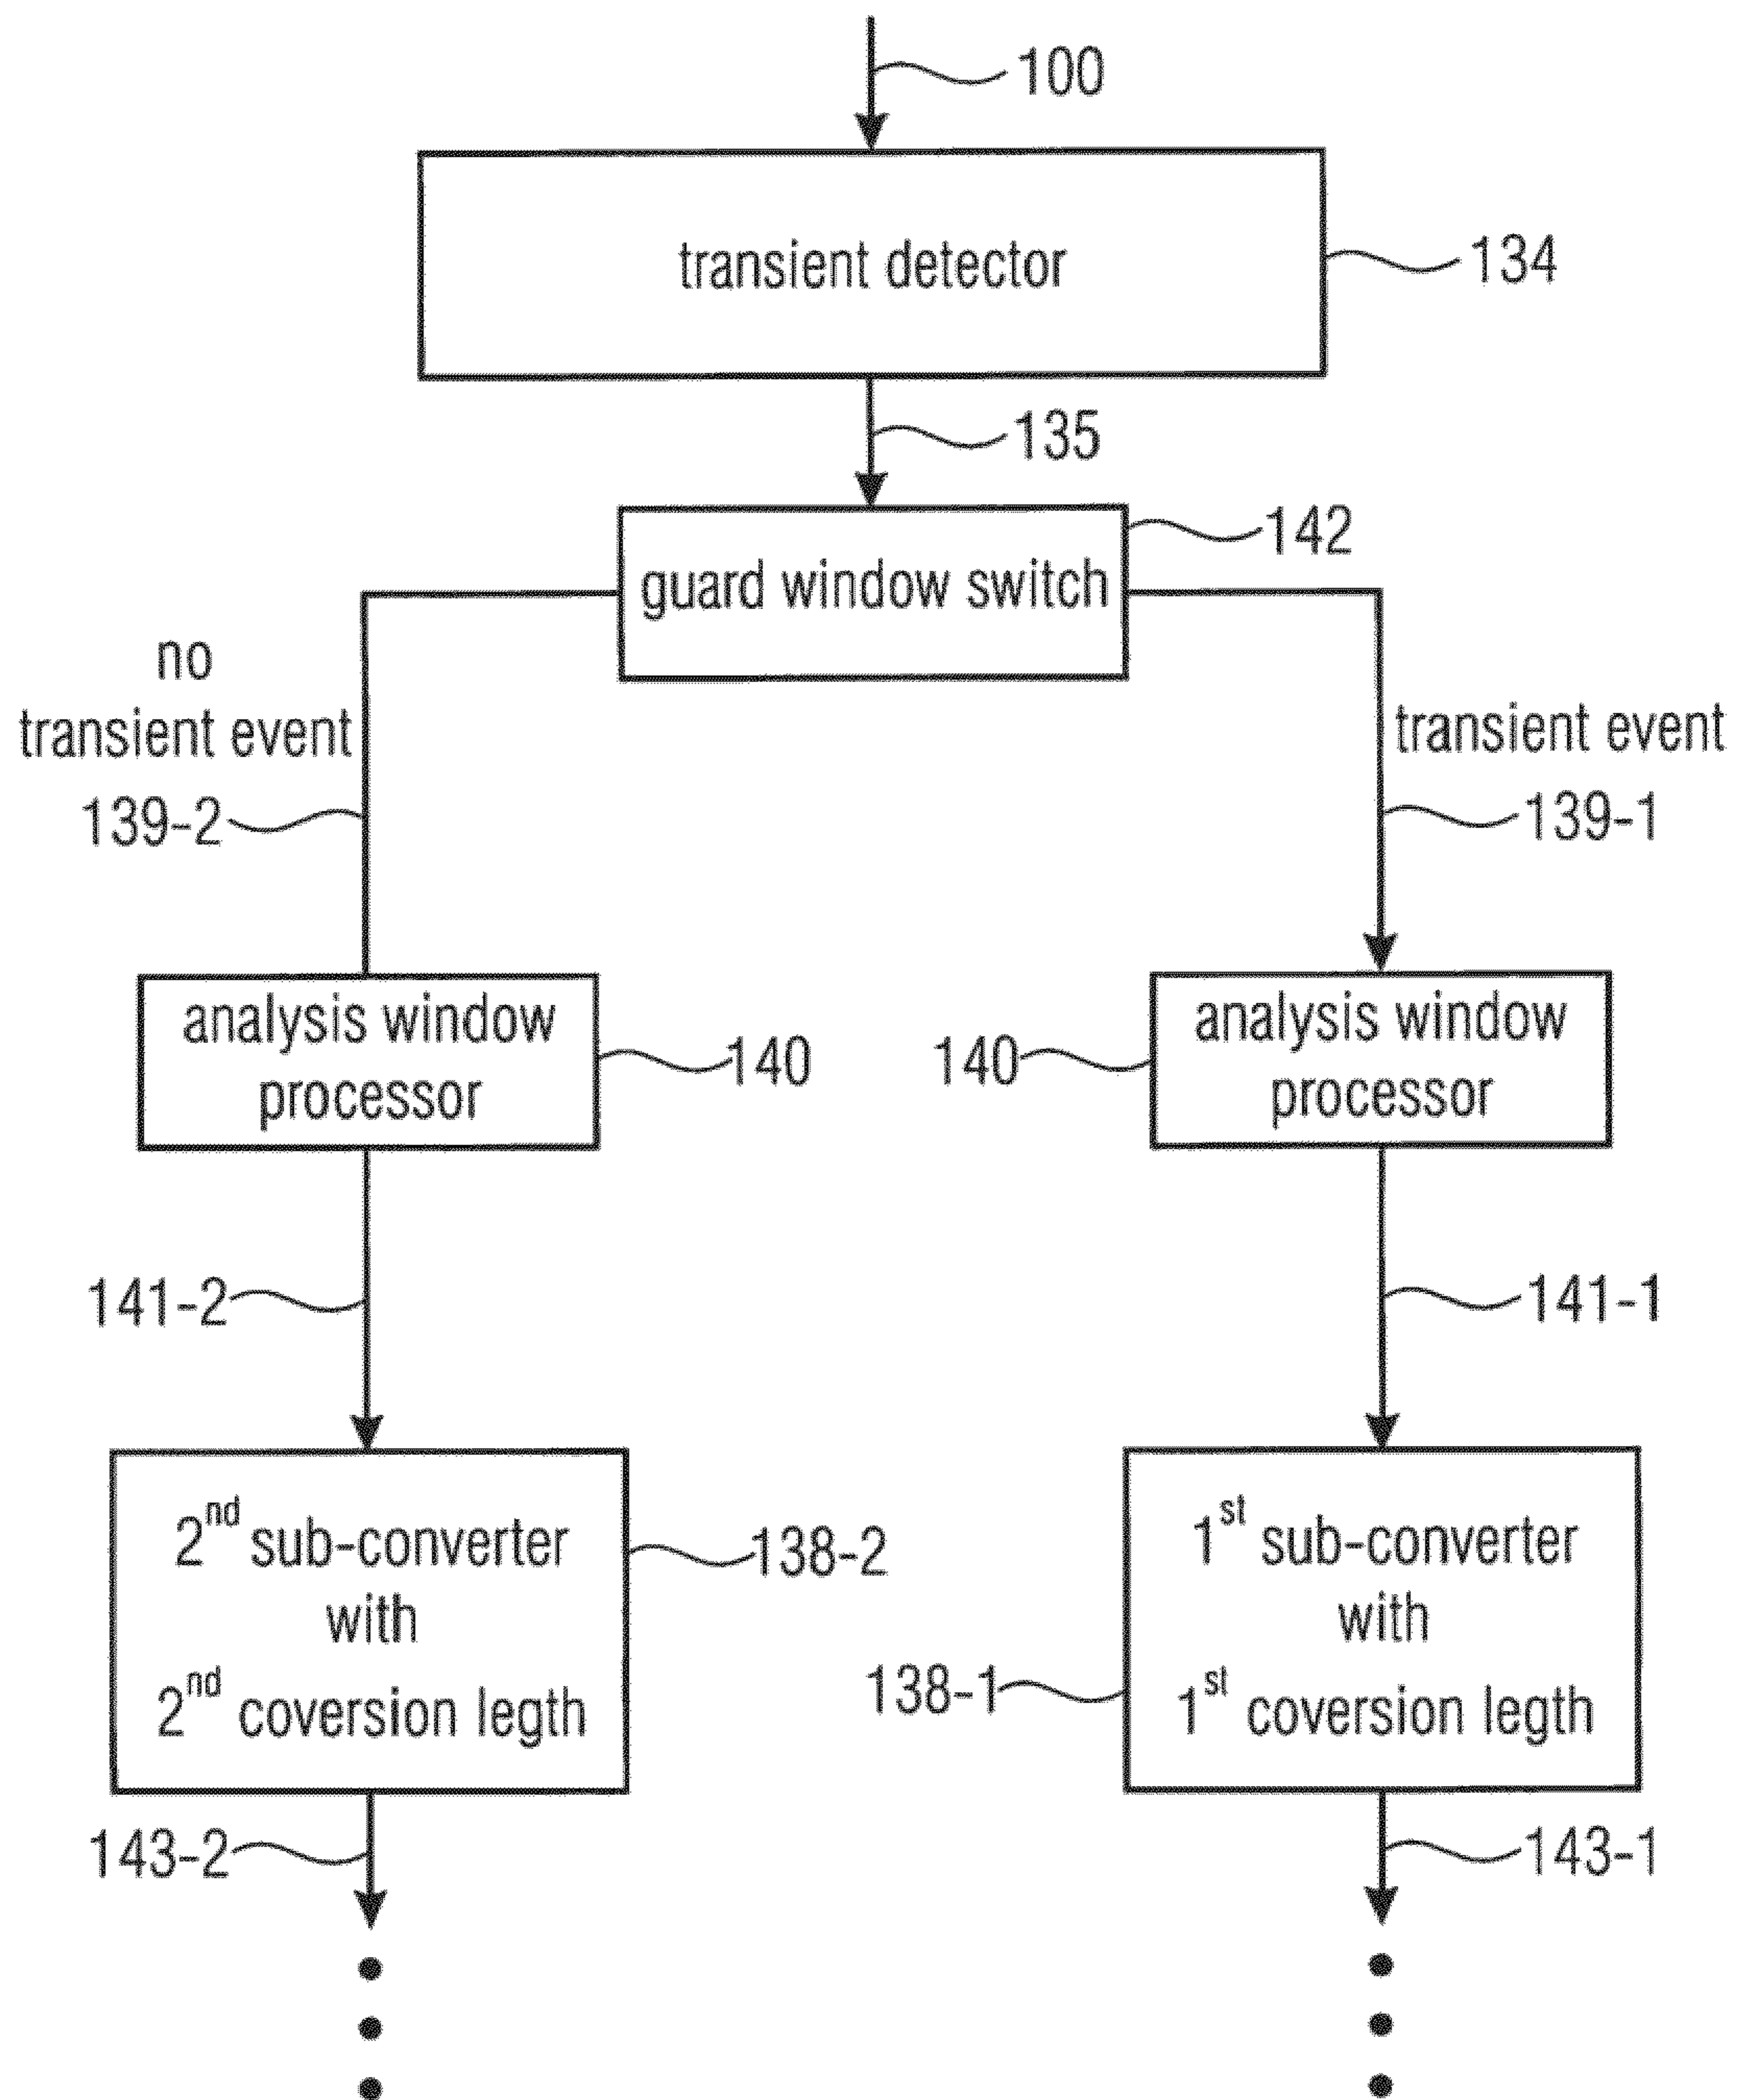 100
transient detector
134
135
142
guard window switch
no
transient event
139-2
transient event
139-1
analysis window
processor
140
140
analysis window
processor
141-2
141-1
2nd sub-converter
with
2nd coversion legth
138-2
1st sub-converter
with
1st coversion legth
138-1
143-2
143-1